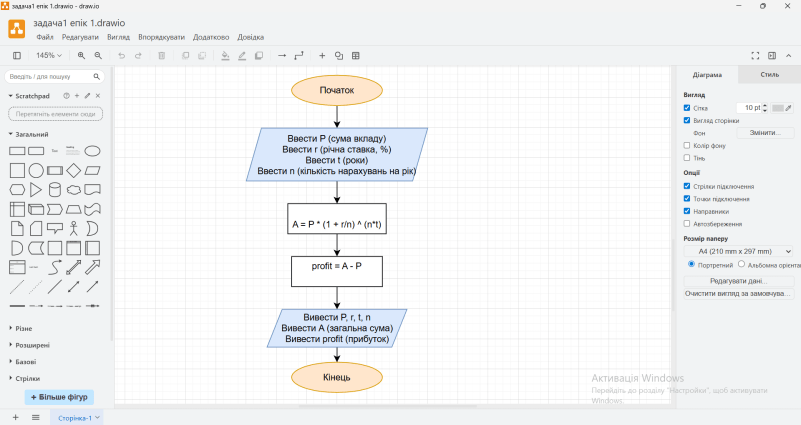 задача1 епік 1.drawio - draw.io
задача1 епік 1.drawio
Файл Редагувати Вигляд Впорядкувати Додатково Довідка
145%
Введіть / для пошуку
Scratchpad
Перетягніть елементи сюди
Загальний
Text
Різне
Розширені
Базові
Стрілки
+ Більше фігур
Початок
Ввести P (сума вкладу)
Ввести r (річна ставка, %)
Ввести t (роки)
Ввести n (кількість нарахувань на рік)
A = P * (1 + r/n) ^ (n*t)
profit = A - P
Вивести P, r, t, n
Вивести A (загальна сума)
Вивести profit (прибуток)
Кінець
Діаграма Стиль
Вигляд
Сітка 10 pt
Вигляд сторінки
Фон Змінити...
Колір фону
Тінь
Опції
Стрілки підключення
Точки підключення
Направники
Автозбереження
Розмір паперу
A4 (210 mm x 297 mm)
Портретний Альбомна орієнта
Редагувати дані...
Очистити вигляд за замовчува...
Активація Windows
Перейдіть до розділу "Настройки", щоб активувати
Windows.
Сторінка-1